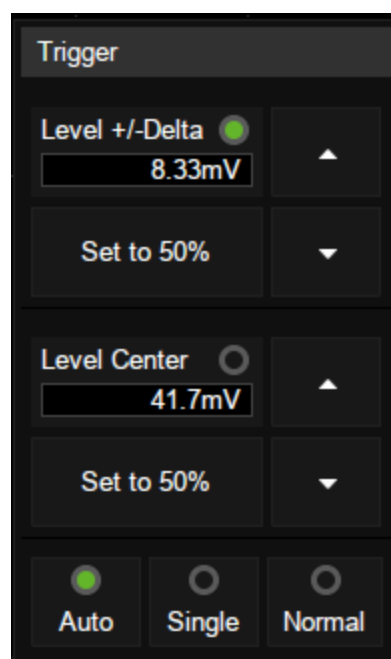 Trigger
Level +/-Delta
8.33mV
Set to 50%
Level Center
41.7mV
Set to 50%
Auto Single Normal